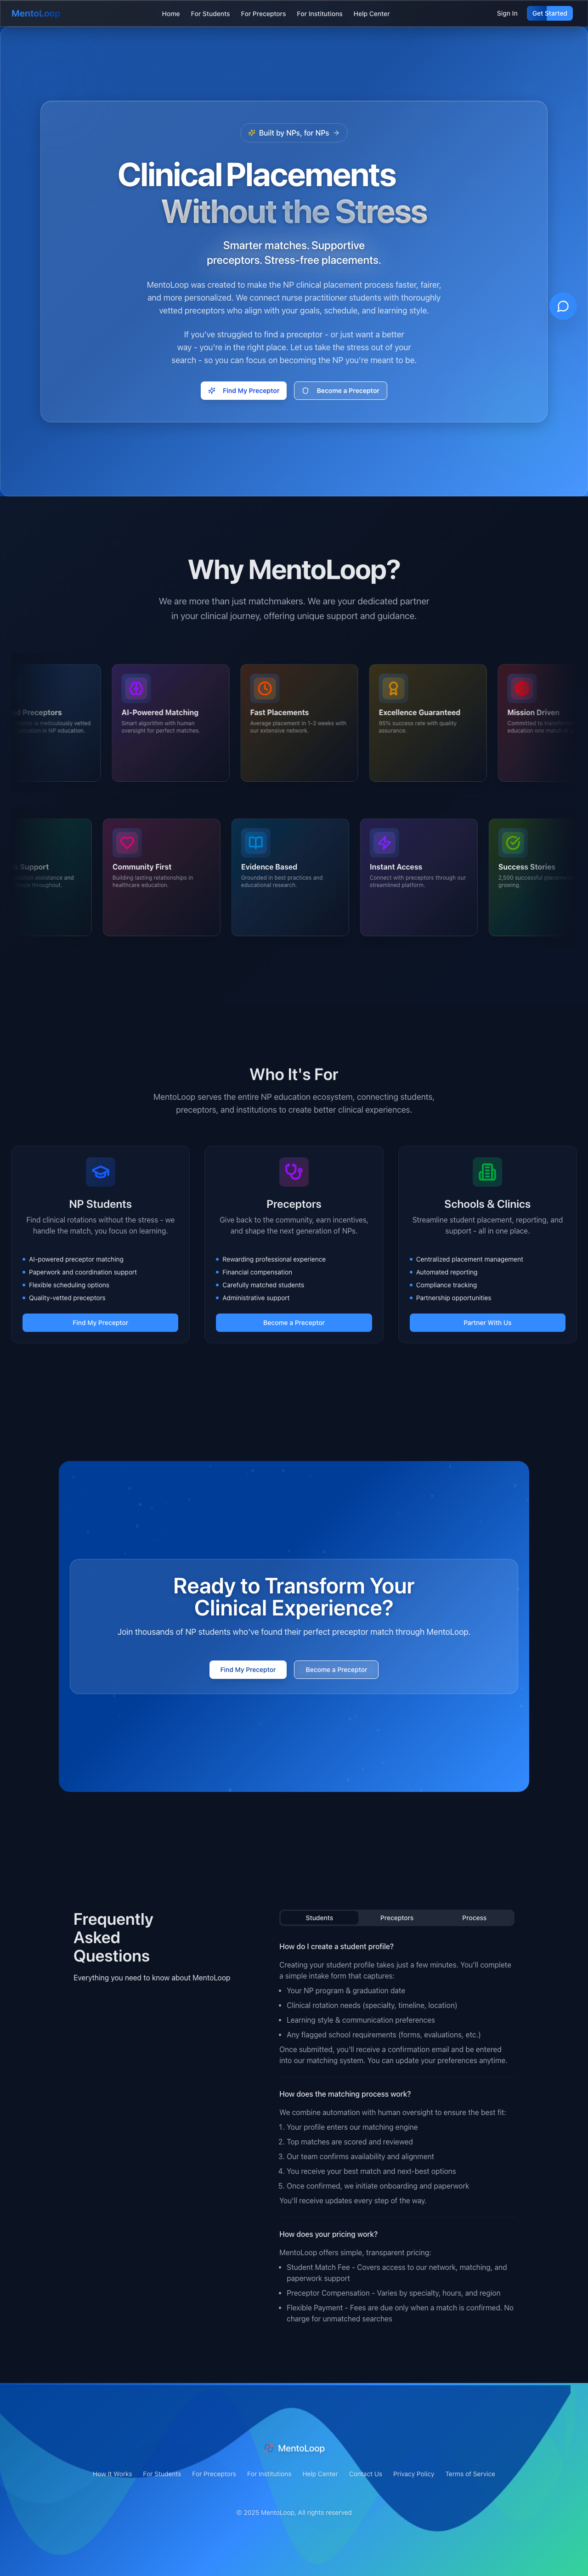 MentoLoop
Home For Students For Preceptors For Institutions Help Center
Sign In Get Started
Built by NPs, for NPs →
Clinical Placements
Without the Stress
Smarter matches. Supportive
preceptors. Stress-free placements.
MentoLoop was created to make the NP clinical placement process faster, fairer,
and more personalized. We connect nurse practitioner students with thoroughly
vetted preceptors who align with your goals, schedule, and learning style.
If you've struggled to find a preceptor - or just want a better
way - you're in the right place. Let us take the stress out of your
search - so you can focus on becoming the NP you're meant to be.
Find My Preceptor
Become a Preceptor
Why MentoLoop?
We are more than just matchmakers. We are your dedicated partner
in your clinical journey, offering unique support and guidance.
Preceptors
is meticulously vetted
in NP education.
AI-Powered Matching
Smart algorithm with human
oversight for perfect matches.
Fast Placements
Average placement in 1-3 weeks with
our extensive network.
Excellence Guaranteed
95% success rate with quality
assurance.
Mission Driven
Committed to
education one
Support
assistance and
throughout.
Community First
Building lasting relationships in
healthcare education.
Evidence Based
Grounded in best practices and
educational research.
Instant Access
Connect with preceptors through our
streamlined platform.
Success Stories
2,500 successful
growing.
Who It's For
MentoLoop serves the entire NP education ecosystem, connecting students,
preceptors, and institutions to create better clinical experiences.
NP Students
Find clinical rotations without the stress - we
handle the match, you focus on learning.
AI-powered preceptor matching
Paperwork and coordination support
Flexible scheduling options
Quality-vetted preceptors
Find My Preceptor
Preceptors
Give back to the community, earn incentives,
and shape the next generation of NPs.
Rewarding professional experience
Financial compensation
Carefully matched students
Administrative support
Become a Preceptor
Schools & Clinics
Streamline student placement, reporting, and
support - all in one place.
Centralized placement management
Automated reporting
Compliance tracking
Partnership opportunities
Partner With Us
Ready to Transform Your
Clinical Experience?
Join thousands of NP students who've found their perfect preceptor match through MentoLoop.
Find My Preceptor
Become a Preceptor
Frequently
Asked
Questions
Everything you need to know about MentoLoop
Students Preceptors Process
How do I create a student profile?
Creating your student profile takes just a few minutes. You'll complete
a simple intake form that captures:
• Your NP program & graduation date
• Clinical rotation needs (specialty, timeline, location)
• Learning style & communication preferences
• Any flagged school requirements (forms, evaluations, etc.)
Once submitted, you'll receive a confirmation email and be entered
into our matching system. You can update your preferences anytime.
How does the matching process work?
We combine automation with human oversight to ensure the best fit:
1. Your profile enters our matching engine
2. Top matches are scored and reviewed
3. Our team confirms availability and alignment
4. You receive your best match and next-best options
5. Once confirmed, we initiate onboarding and paperwork
You'll receive updates every step of the way.
How does your pricing work?
MentoLoop offers simple, transparent pricing:
• Student Match Fee - Covers access to our network, matching, and
paperwork support
• Preceptor Compensation - Varies by specialty, hours, and region
• Flexible Payment - Fees are due only when a match is confirmed. No
charge for unmatched searches
MentoLoop
How It Works For Students For Preceptors For Institutions Help Center Contact Us Privacy Policy Terms of Service
© 2025 MentoLoop, All rights reserved